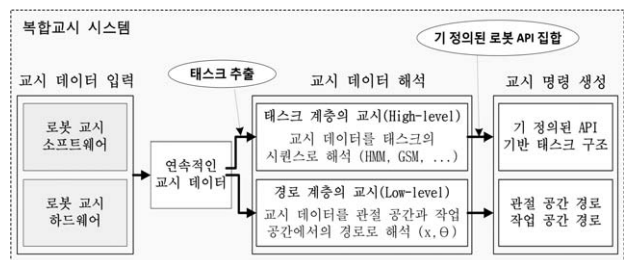 복합교시 시스템
태스크 추출
기 정의된 로봇 API 집합
교시 데이터 입력
교시 데이터 해석
교시 명령 생성
로봇 교시
소프트웨어
로봇 교시
하드웨어
연속적인
교시 데이터
태스크 계층의 교시(High-level)
교시 데이터를 태스크의
시퀀스로 해석 (HMM, GSM, ...)
경로 계층의 교시(Low-level)
교시 데이터를 관절 공간과 작업
공간에서의 경로로 해석 (x,Θ)
기 정의된 API
기반 태스크 구조
관절 공간 경로
작업 공간 경로